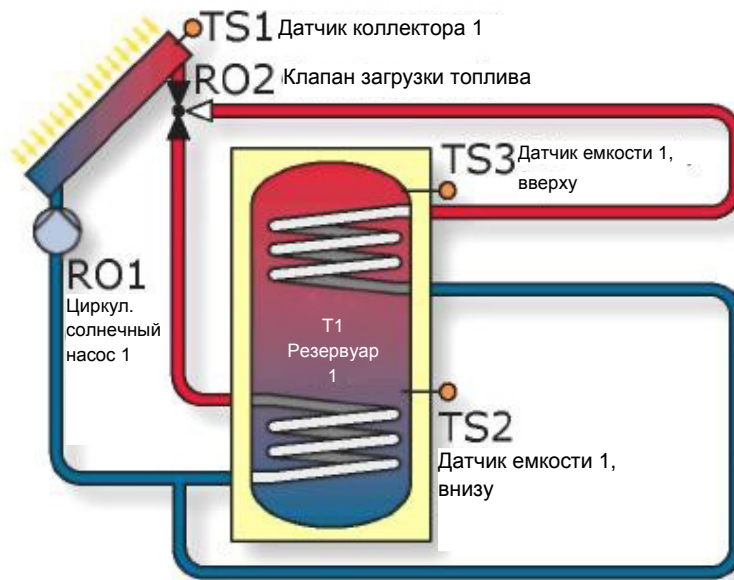 TS1 Датчик коллектора 1
RO2 Клапан загрузки топлива
TS3 Датчик емкости 1,
вверху
RO1
Циркул.
солнечный
насос 1
T1
Резервуар
1
TS2
Датчик емкости 1,
внизу